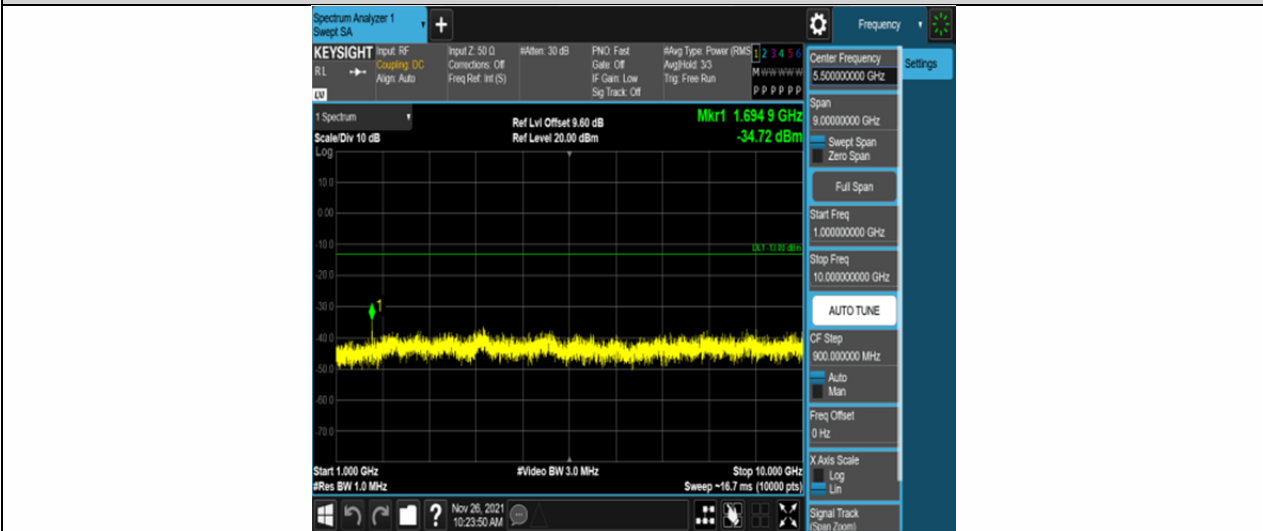 Spectrum Analyzer 1
Swept SA
+
Frequency
KEYSIGHT
RL
LXI
Input: RF
Coupling: DC
Align: Auto
Input Z: 50 Ω
Corrections: Off
Freq Ref: Int (S)
#Atten: 30 dB
PNO: Fast
Gate: Off
IF Gain: Low
Sig Track: Off
#Avg Type: Power (RMS
Avg|Hold: 3/3
Trig: Free Run
1 2 3 4 5 6
M W W W W W
P P P P P P
1 Spectrum
Scale/Div 10 dB
Log
Ref Lvl Offset 9.60 dB
Ref Level 20.00 dBm
Mkr1 1.694 9 GHz
-34.72 dBm
10.0
0.00
-10.0
DL1 -13.00 dBm
-20.0
-30.0
1
-40.0
-50.0
-60.0
-70.0
Start 1.000 GHz
#Res BW 1.0 MHz
#Video BW 3.0 MHz
Stop 10.000 GHz
Sweep ~16.7 ms (10000 pts)
?
Nov 26, 2021
10:23:50 AM
Center Frequency
5.500000000 GHz
Settings
Span
9.00000000 GHz
Swept Span
Zero Span
Full Span
Start Freq
1.000000000 GHz
Stop Freq
10.000000000 GHz
AUTO TUNE
CF Step
900.000000 MHz
Auto
Man
Freq Offset
0 Hz
X Axis Scale
Log
Lin
Signal Track
(Span Zoom)